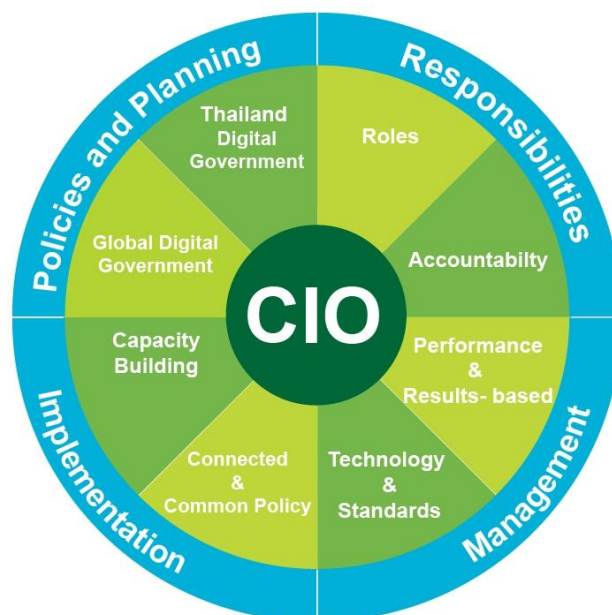 Policies and Planning
Responsibilities
Thailand
Digital
Government
Roles
Global Digital
Government
Accountabilty
CIO
Capacity
Building
Performance
&
Results- based
Connected
&
Common Policy
Technology
&
Standards
Implementation
Management